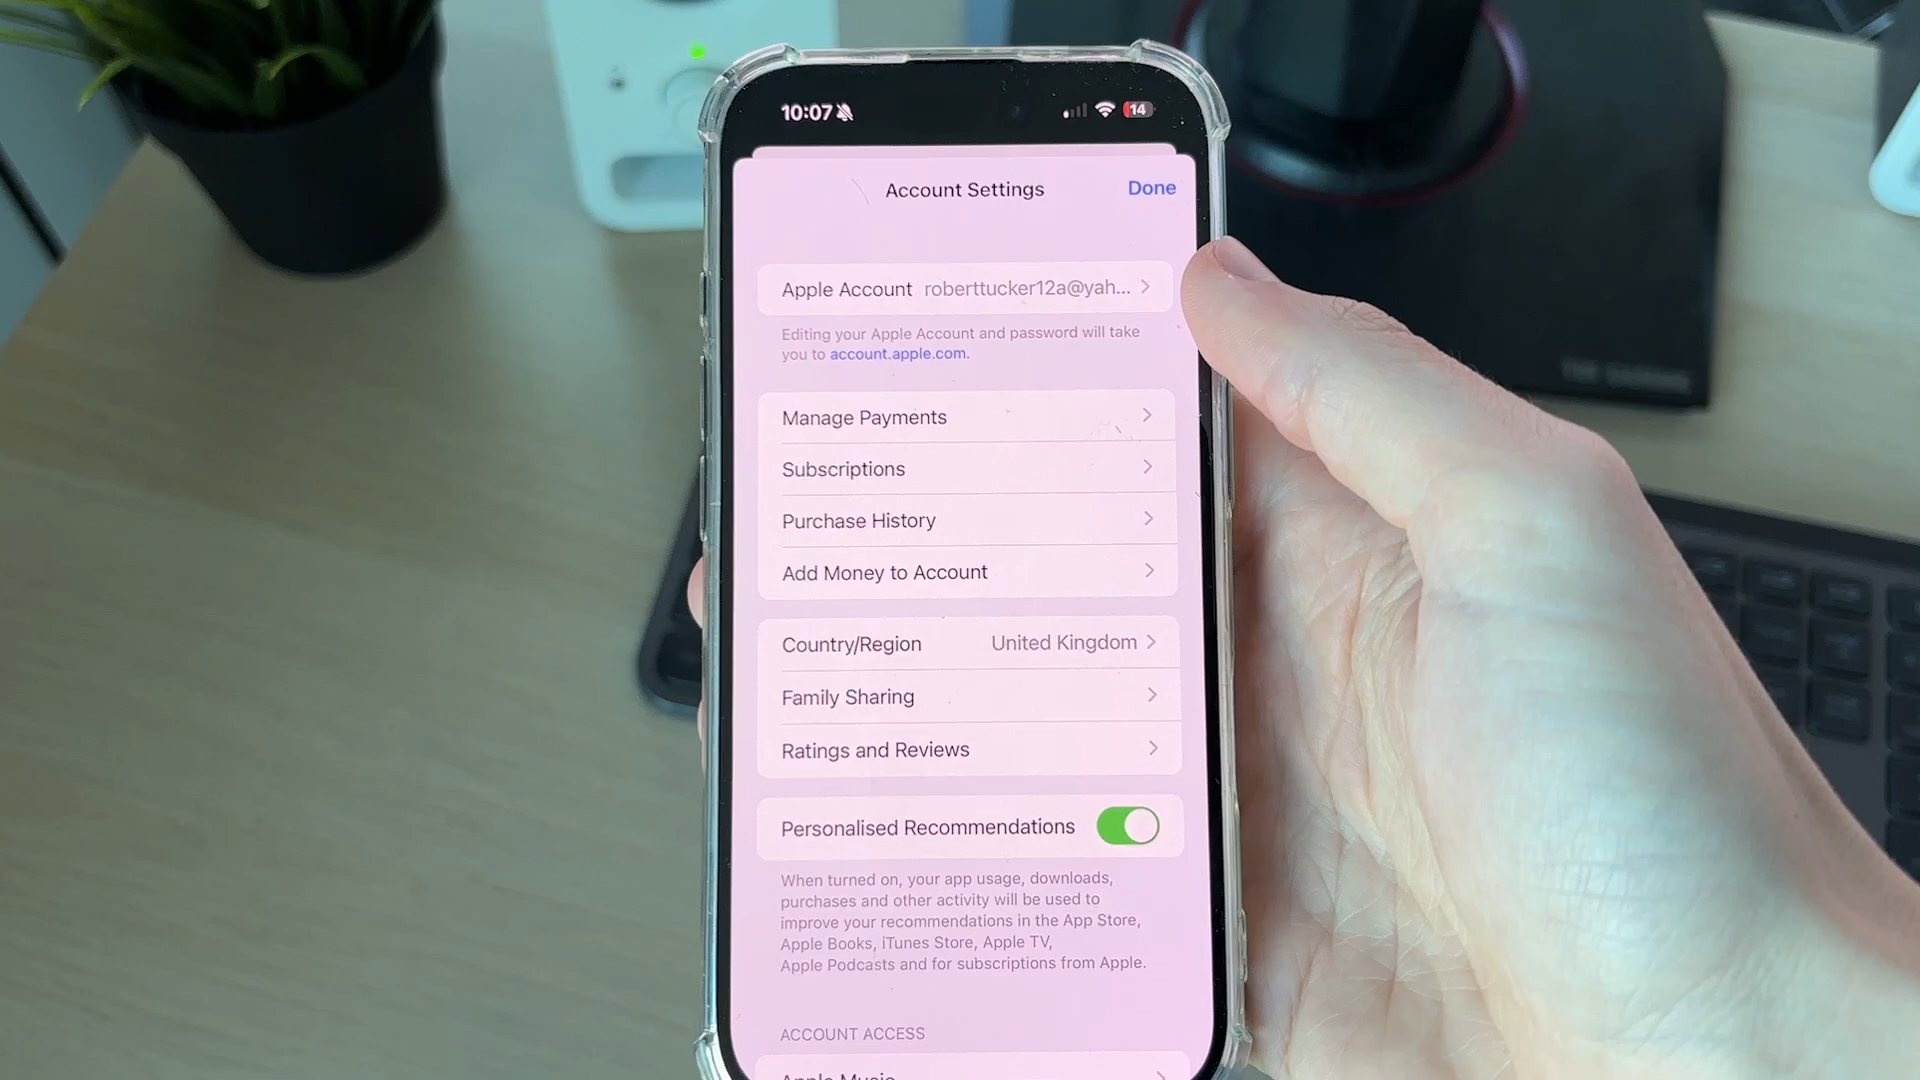 10:07
14
Account Settings
Done
Apple Account roberttucker12a@yah...
Editing your Apple Account and password will take
you to account.apple.com.
Manage Payments
Subscriptions
Purchase History
Add Money to Account
Country/Region United Kingdom
Family Sharing
Ratings and Reviews
Personalised Recommendations
When turned on, your app usage, downloads,
purchases and other activity will be used to
improve your recommendations in the App Store,
Apple Books, iTunes Store, Apple TV,
Apple Podcasts and for subscriptions from Apple.
ACCOUNT ACCESS
Apple Music